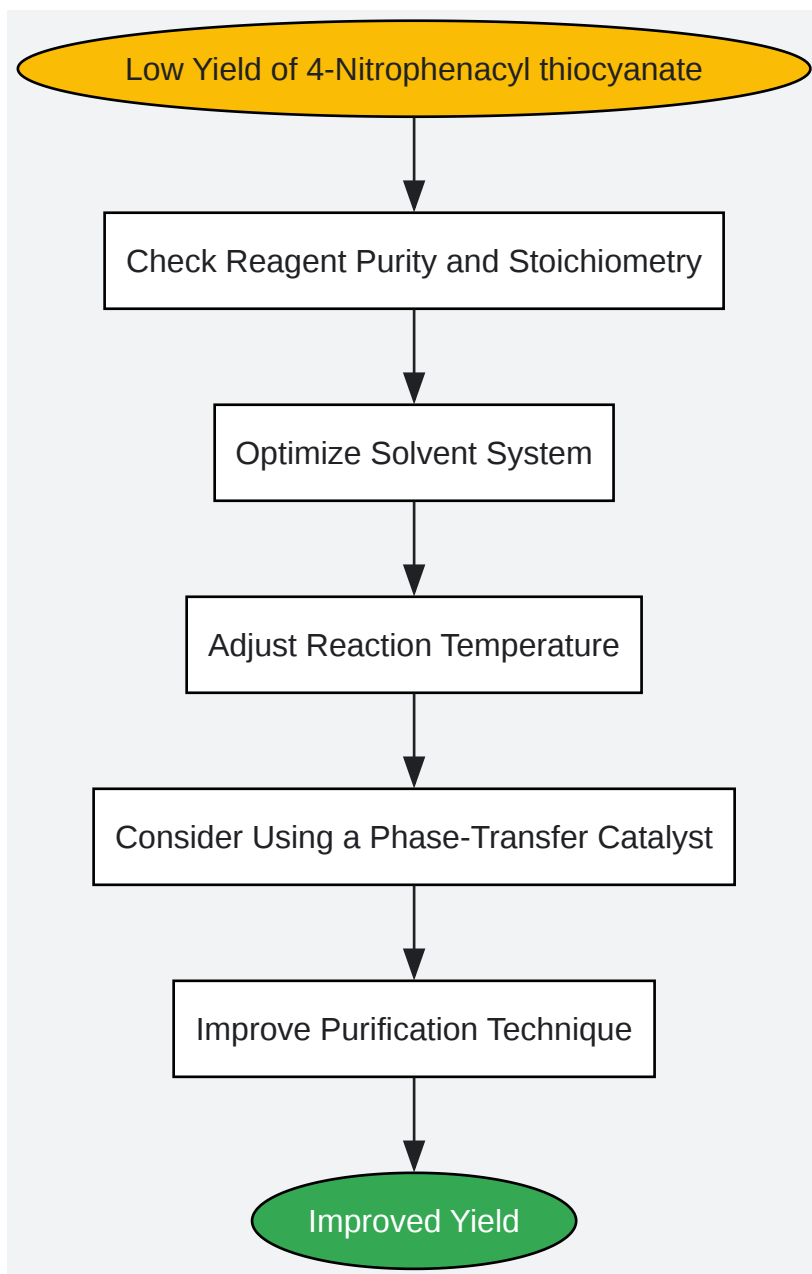 Low Yield of 4-Nitrophenacyl thiocyanate
Check Reagent Purity and Stoichiometry
Optimize Solvent System
Adjust Reaction Temperature
Consider Using a Phase-Transfer Catalyst
Improve Purification Technique
Improved Yield